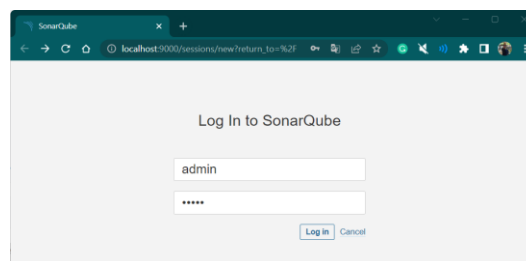 SonarQube
localhost:9000/sessions/new?return_to=%2F
Log In to SonarQube
admin
•••••
Log in Cancel